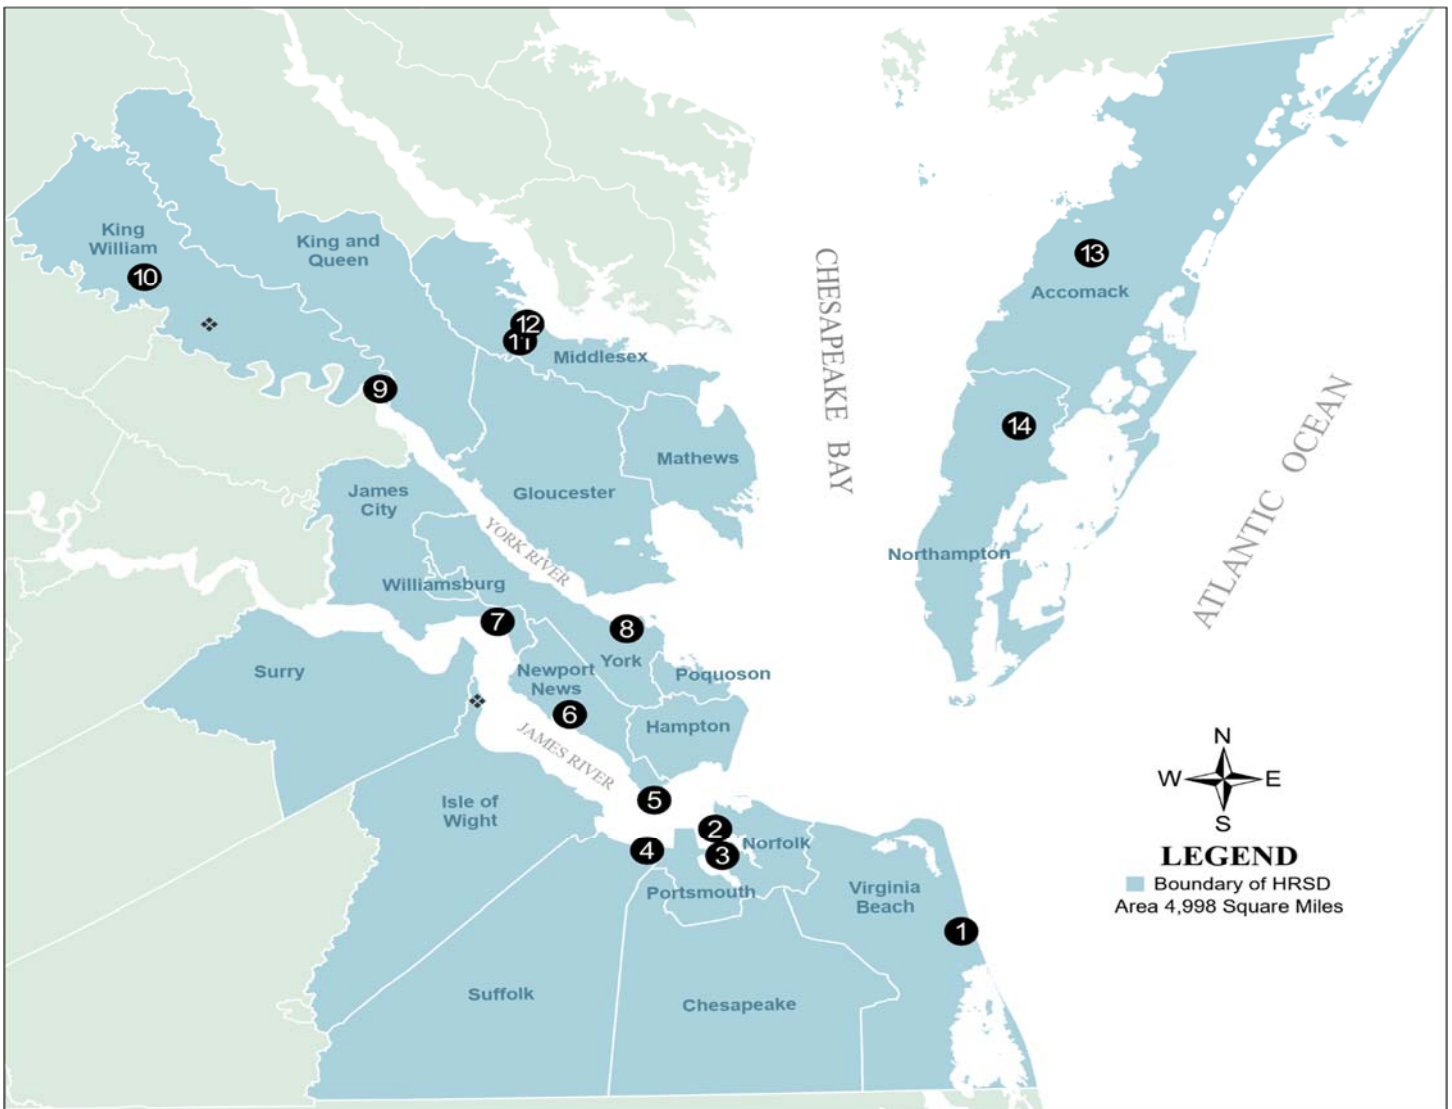 King
William
10
King and
Queen
12
11
Middlesex
9
Mathews
James
City
Gloucester
YORK RIVER
Williamsburg
7
8
Surry
Newport
News
York
Poquoson
6
Hampton
JAMES RIVER
5
Isle of
Wight
2
4
3
Norfolk
Portsmouth
Virginia
Beach
1
Suffolk
Chesapeake
CHESAPEAKE BAY
13
Accomack
14
Northampton
ATLANTIC OCEAN
N
W E
S
LEGEND
Boundary of HRSD
Area 4,998 Square Miles